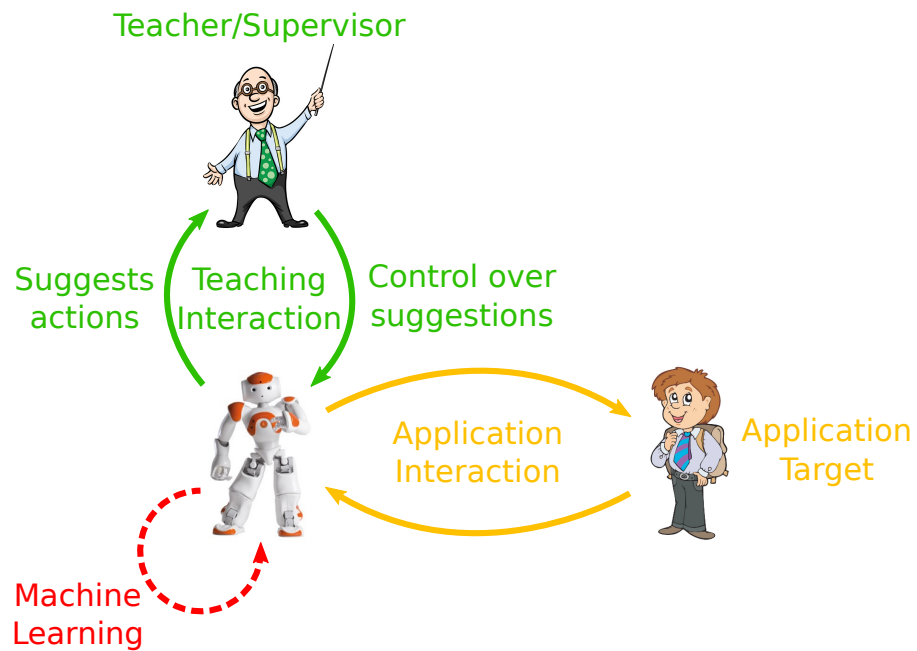 Teacher/Supervisor
Suggests
actions
Teaching
Interaction
Control over
suggestions
Application
Interaction
Application
Target
Machine
Learning